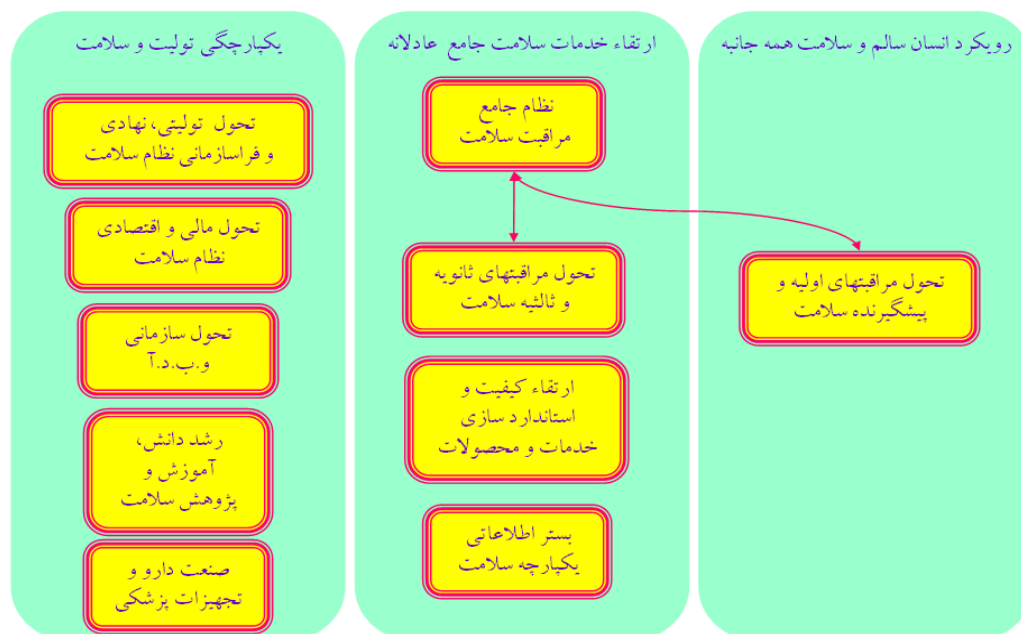 رویکرد انسان سالم و سلامت همه جانبه
تحول مراقبتهای اولیه و
پیشگیرنده سلامت
ارتقاء خدمات سلامت جامع عادلانه
نظام جامع
مراقبت سلامت
تحول مراقبتهای ثانویه
و ثالثیه سلامت
ارتقاء کیفیت و
استاندارد سازی
خدمات و محصولات
بستر اطلاعاتی
یکپارچه سلامت
یکپارچگی تولیت و سلامت
تحول تولیتی، نهادی
و فراسازمانی نظام سلامت
تحول مالی و اقتصادی
نظام سلامت
تحول سازمانی
و.ب.د.آ
رشد دانش،
آموزش و
پژوهش سلامت
صنعت دارو و
تجهیزات پزشکی